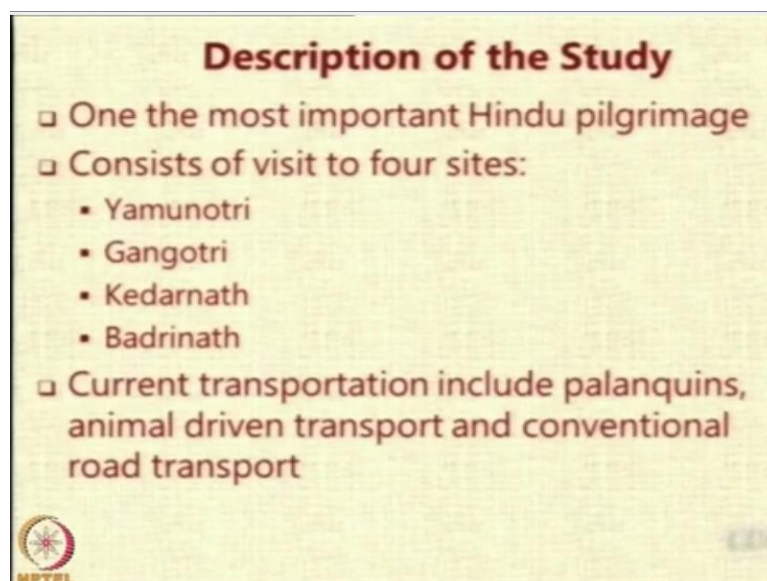 Description of the Study
One the most important Hindu pilgrimage
Consists of visit to four sites:
Yamunotri
Gangotri
Kedarnath
Badrinath
Current transportation include palanquins,
animal driven transport and conventional
road transport
NPTEL